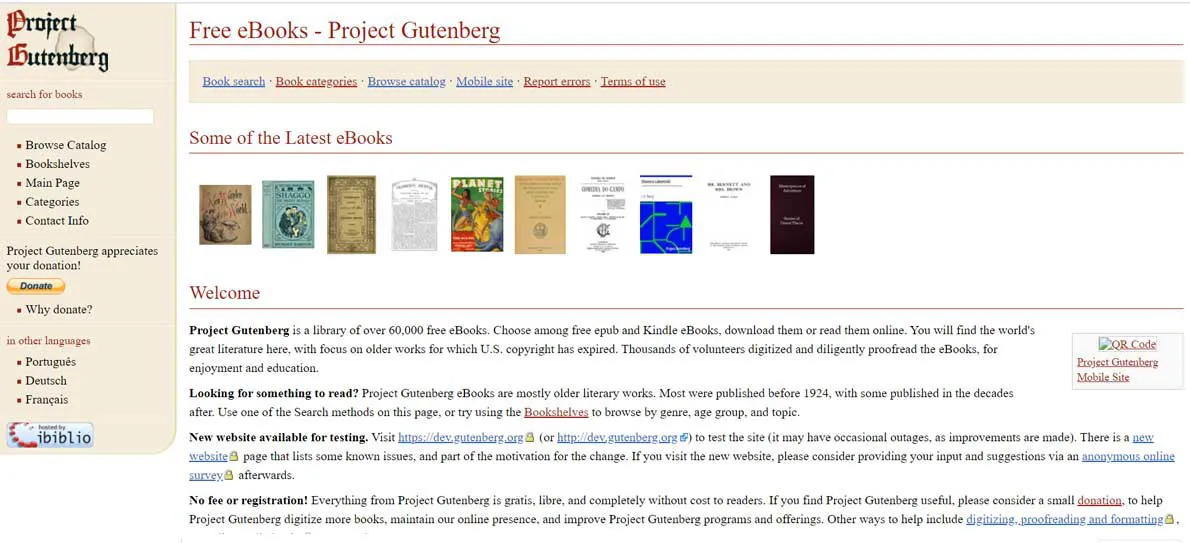 Project
Gutenberg
search for books
Browse Catalog
Bookshelves
Main Page
Categories
Contact Info
Project Gutenberg appreciates
your donation!
Donate
Why donate?
in other languages
Português
Deutsch
Français
hosted by
ibiblio
Free eBooks - Project Gutenberg
Book search · Book categories · Browse catalog · Mobile site · Report errors · Terms of use
Some of the Latest eBooks
SHAGGO
PLANET
STORIES
COMEDIA DO CAMPO
MR. BENNETT AND
MRS. BROWN
Masterpieces of
Adventure
Welcome
Project Gutenberg is a library of over 60,000 free eBooks. Choose among free epub and Kindle eBooks, download them or read them online. You will find the world's
great literature here, with focus on older works for which U.S. copyright has expired. Thousands of volunteers digitized and diligently proofread the eBooks, for
enjoyment and education.
QR Code
Project Gutenberg
Mobile Site
Looking for something to read? Project Gutenberg eBooks are mostly older literary works. Most were published before 1924, with some published in the decades
after. Use one of the Search methods on this page, or try using the Bookshelves to browse by genre, age group, and topic.
New website available for testing. Visit https://dev.gutenberg.org (or http://dev.gutenberg.org) to test the site (it may have occasional outages, as improvements are made). There is a new
website page that lists some known issues, and part of the motivation for the change. If you visit the new website, please consider providing your input and suggestions via an anonymous online
survey afterwards.
No fee or registration! Everything from Project Gutenberg is gratis, libre, and completely without cost to readers. If you find Project Gutenberg useful, please consider a small donation, to help
Project Gutenberg digitize more books, maintain our online presence, and improve Project Gutenberg programs and offerings. Other ways to help include digitizing, proofreading and formatting,